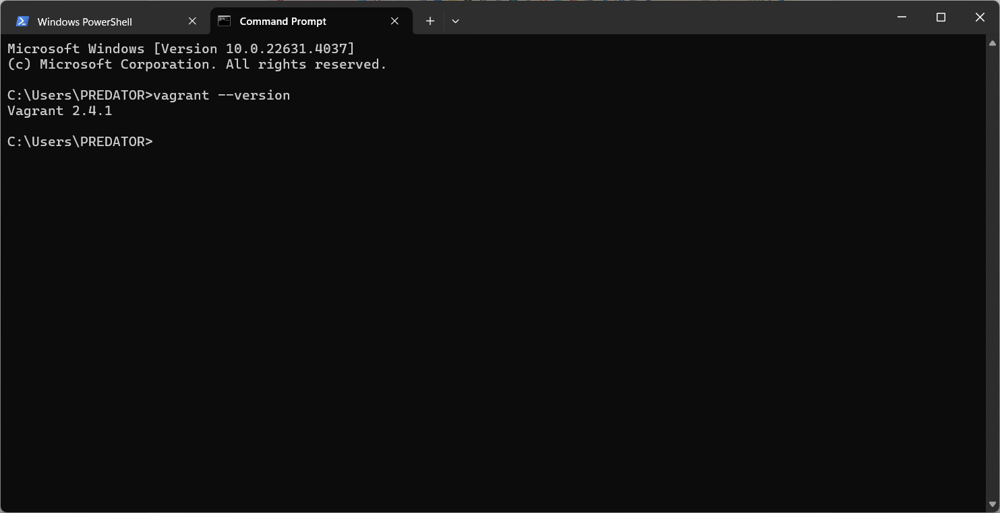 Windows PowerShell
Command Prompt
Microsoft Windows [Version 10.0.22631.4037]
(c) Microsoft Corporation. All rights reserved.
C:\Users\PREDATOR>vagrant --version
Vagrant 2.4.1
C:\Users\PREDATOR>